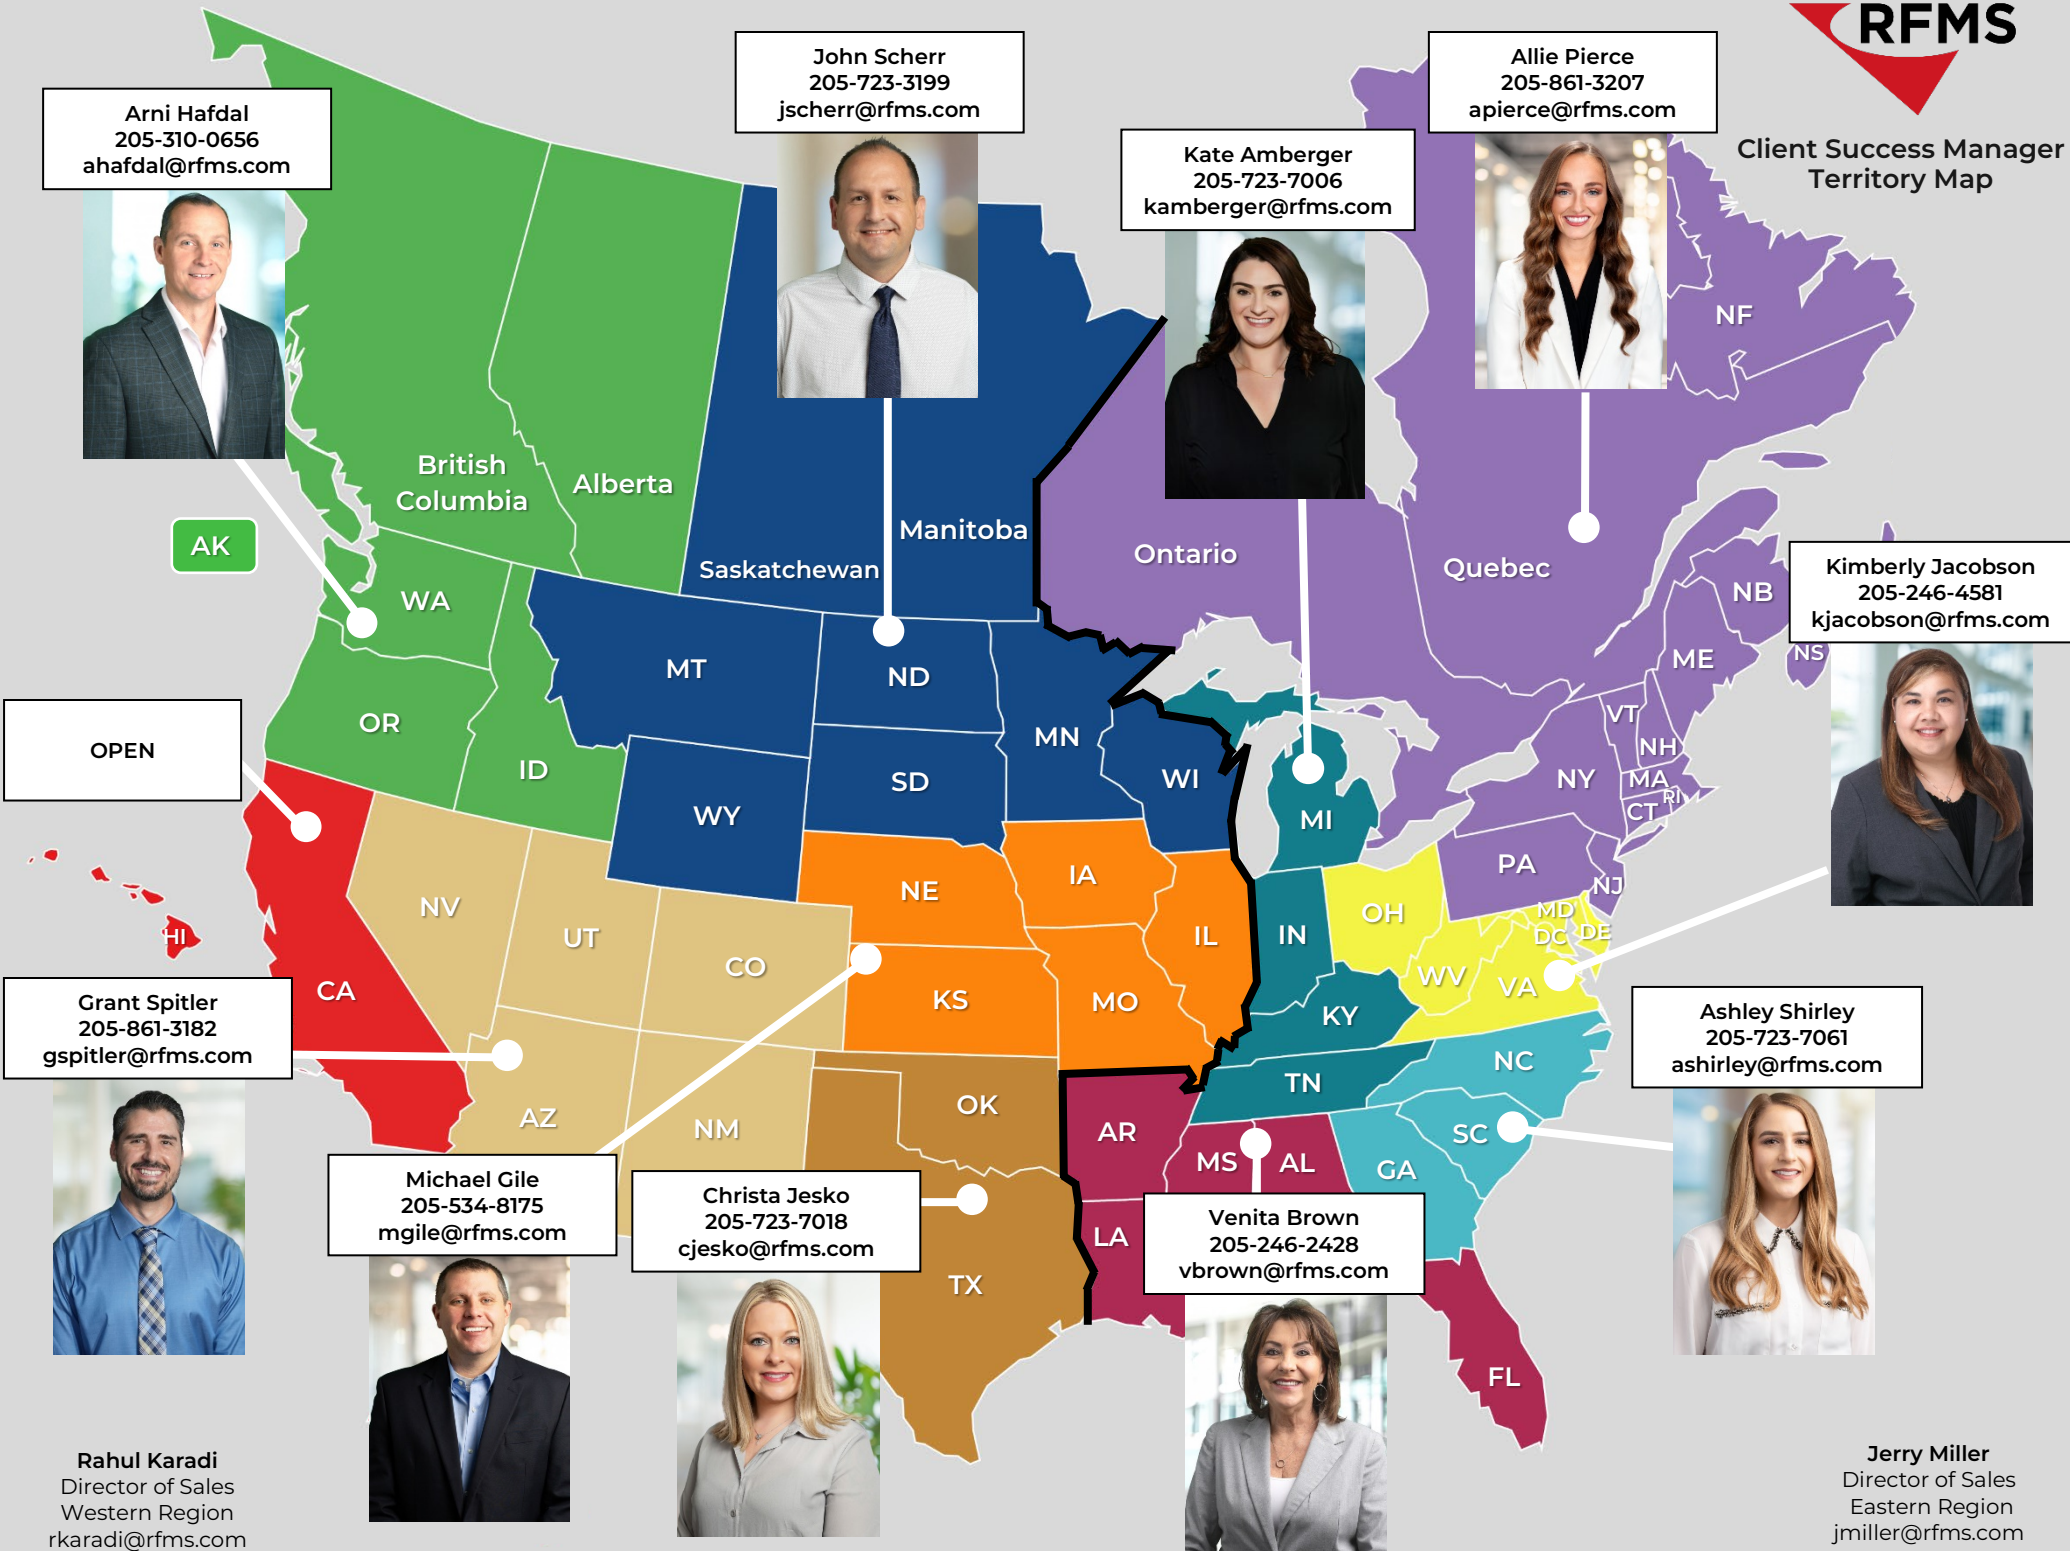 RFMS
Client Success Manager
Territory Map
John Scherr
205-723-3199
jscherr@rfms.com
Allie Pierce
205-861-3207
apierce@rfms.com
Arni Hafdal
205-310-0656
ahafdal@rfms.com
Kate Amberger
205-723-7006
kamberger@rfms.com
NF
British
Columbia
Alberta
AK
Manitoba
Saskatchewan
Ontario
Quebec
NB
Kimberly Jacobson
205-246-4581
kjacobson@rfms.com
WA
MT
ND
ME
NS
OR
ID
MN
VT
NH
OPEN
WY
SD
WI
MI
NY
MA
RI
CT
NV
UT
CO
NE
IA
IL
IN
OH
PA
NJ
MD
DC
DE
HI
CA
KS
MO
KY
WV
VA
Grant Spitler
205-861-3182
gspitler@rfms.com
Ashley Shirley
205-723-7061
ashirley@rfms.com
AZ
NM
OK
AR
TN
NC
MS
AL
GA
SC
Michael Gile
205-534-8175
mgile@rfms.com
Christa Jesko
205-723-7018
cjesko@rfms.com
TX
LA
Venita Brown
205-246-2428
vbrown@rfms.com
FL
Rahul Karadi
Director of Sales
Western Region
rkaradi@rfms.com
Jerry Miller
Director of Sales
Eastern Region
jmiller@rfms.com